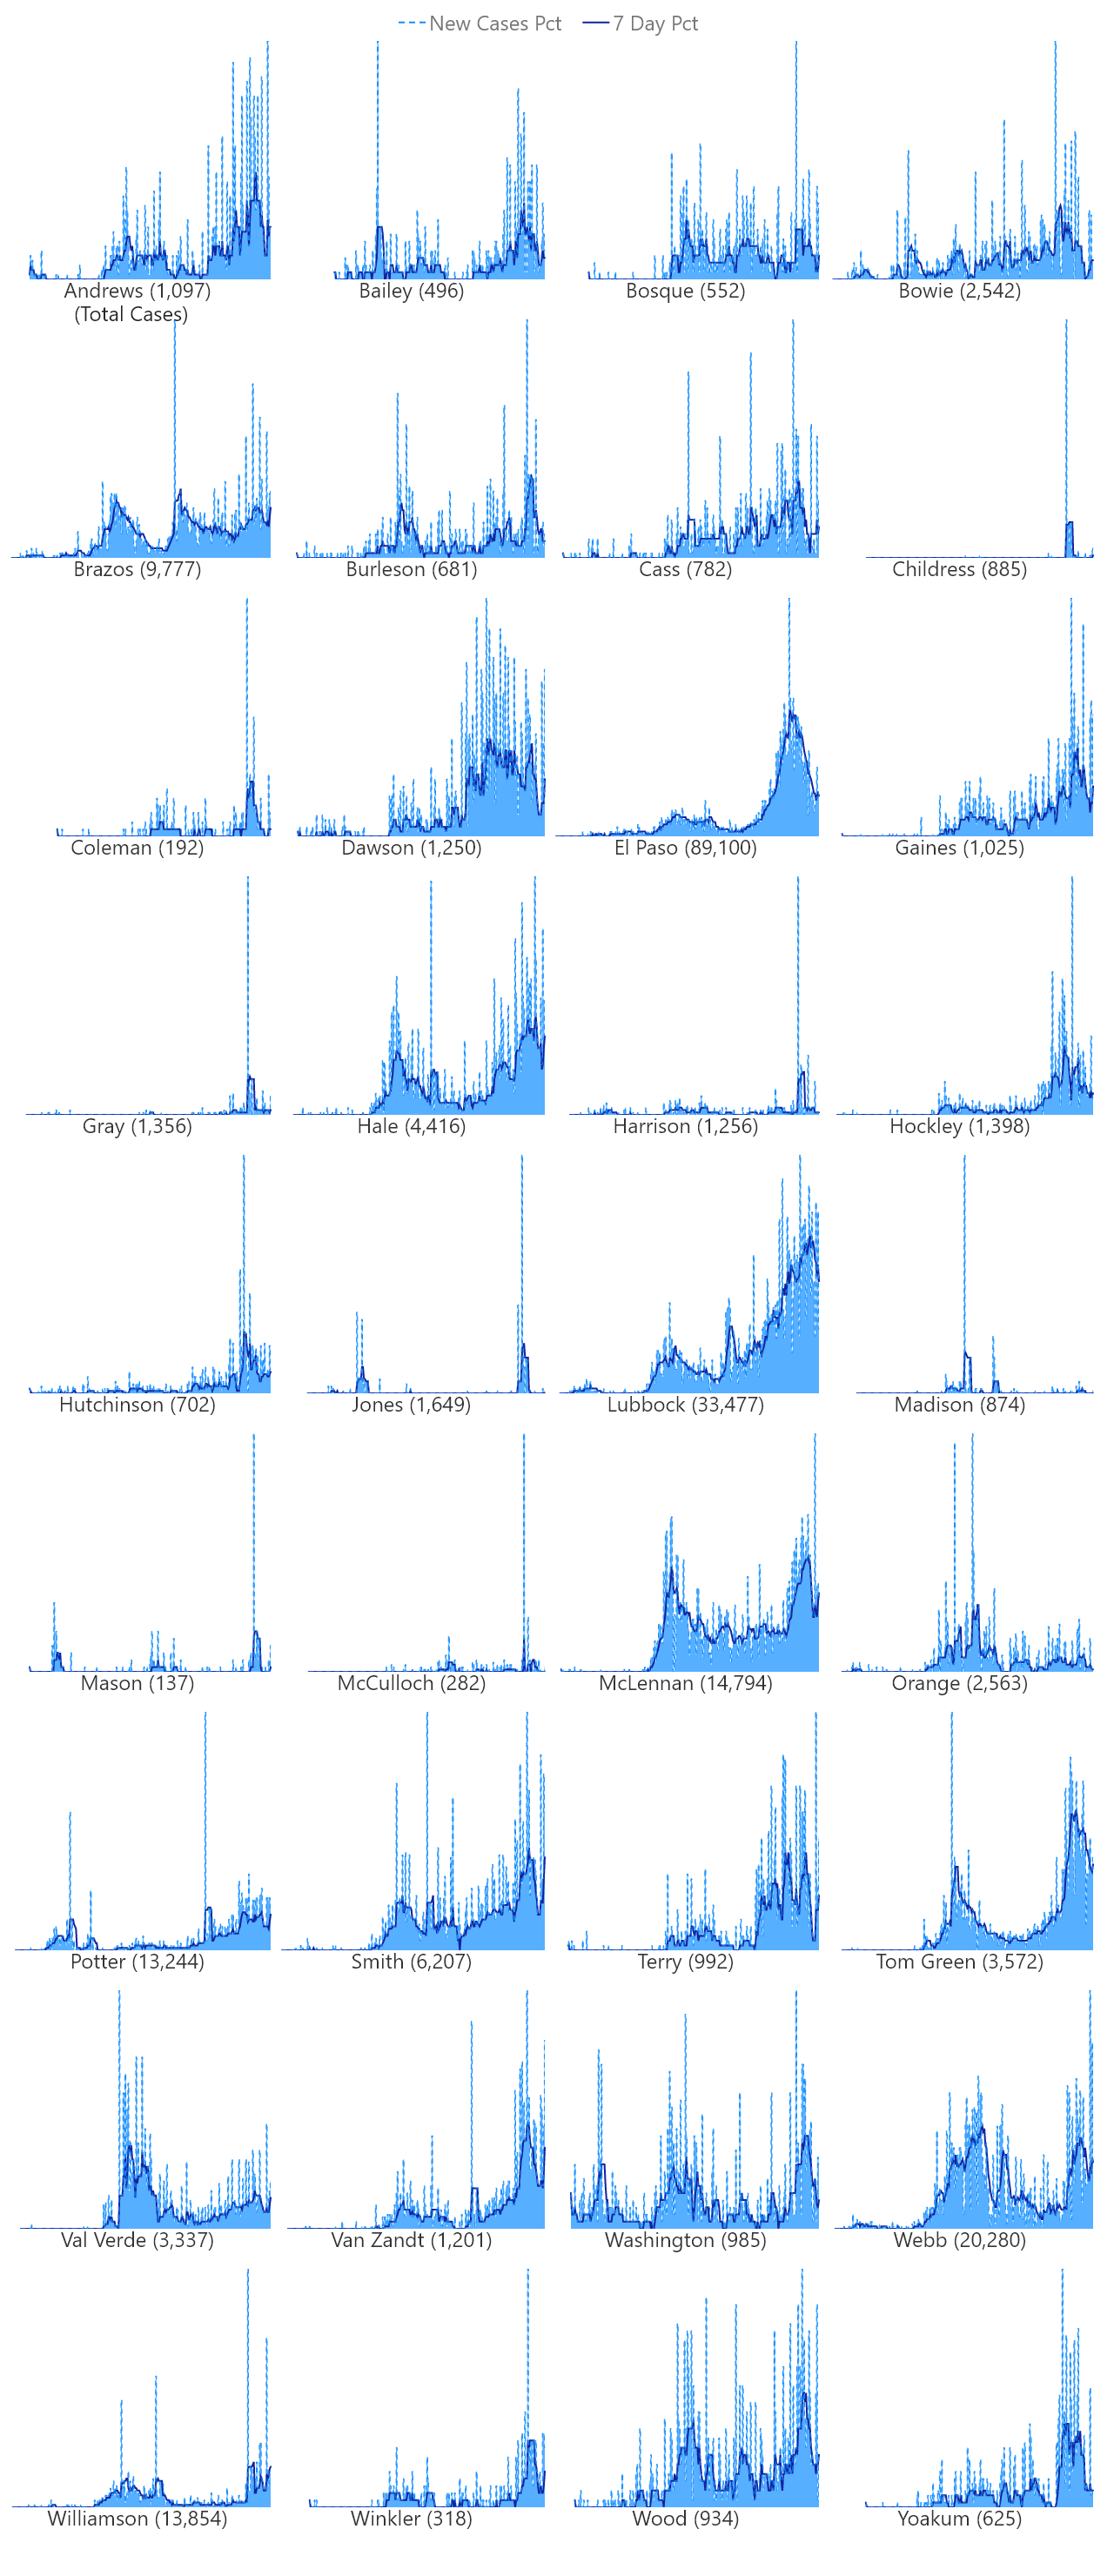 New Cases Pct 7 Day Pct
Andrews (1,097) Bailey (496) Bosque (552) Bowie (2,542)
(Total Cases)
Brazos (9,777) Burleson (681) Cass (782) Childress (885)
Coleman (192) Dawson (1,250) El Paso (89,100) Gaines (1,025)
Gray (1,356) Hale (4,416) Harrison (1,256) Hockley (1,398)
Hutchinson (702) Jones (1,649) Lubbock (33,477) Madison (874)
Mason (137) McCulloch (282) McLennan (14,794) Orange (2,563)
Potter (13,244) Smith (6,207) Terry (992) Tom Green (3,572)
Val Verde (3,337) Van Zandt (1,201) Washington (985) Webb (20,280)
Williamson (13,854) Winkler (318) Wood (934) Yoakum (625)